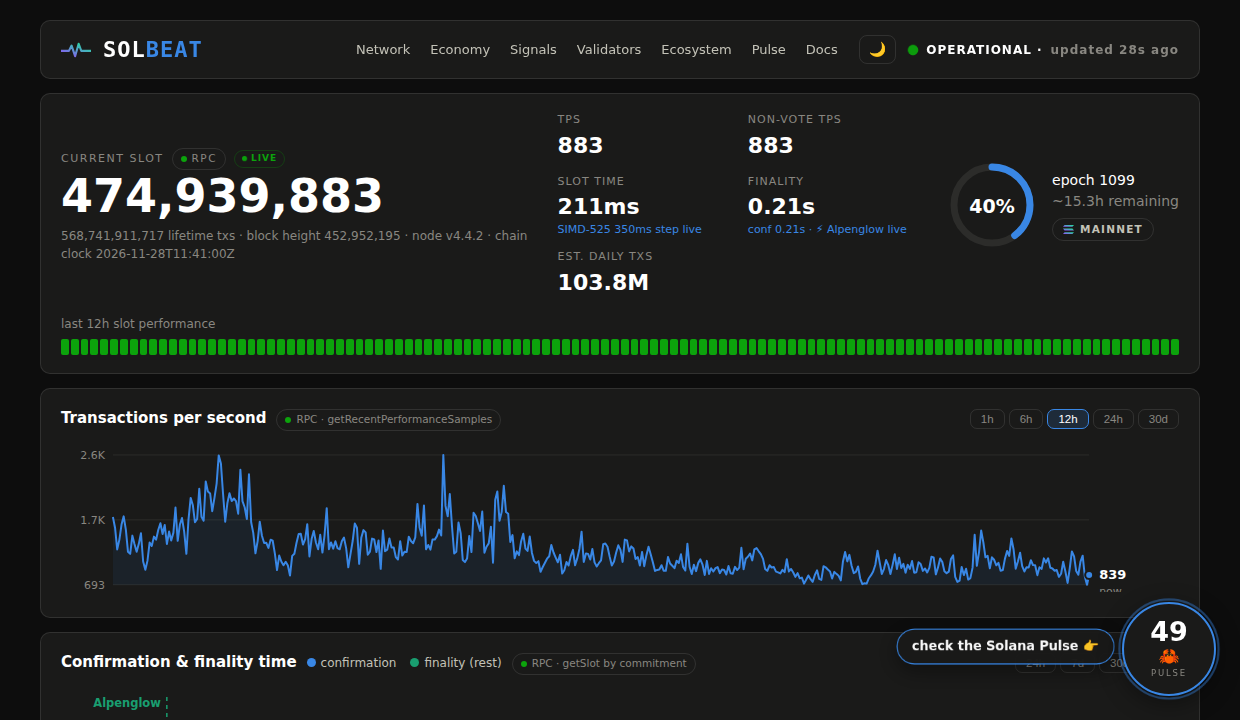 SOLBEAT
Network Economy Signals Validators Ecosystem Pulse Docs 🌙 OPERATIONAL · updated 28s ago
CURRENT SLOT RPC LIVE
474,939,883
568,741,911,717 lifetime txs · block height 452,952,195 · node v4.4.2 · chain
clock 2026-11-28T11:41:00Z
TPS
883
NON-VOTE TPS
883
SLOT TIME
211ms
SIMD-525 350ms step live
FINALITY
0.21s
conf 0.21s · ⚡ Alpenglow live
EST. DAILY TXS
103.8M
40%
epoch 1099
~15.3h remaining
MAINNET
last 12h slot performance
Transactions per second RPC · getRecentPerformanceSamples 1h 6h 12h 24h 30d
2.6K
1.7K
693
839
now
Confirmation & finality time confirmation finality (rest) RPC · getSlot by commitment
Alpenglow
check the Solana Pulse 👉
49
🦀
PULSE